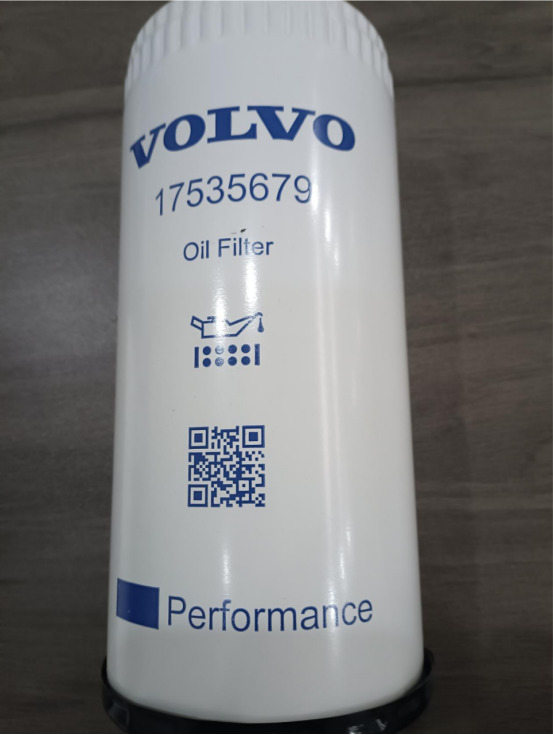 VOLVO
17535679
Oil Filter
Performance